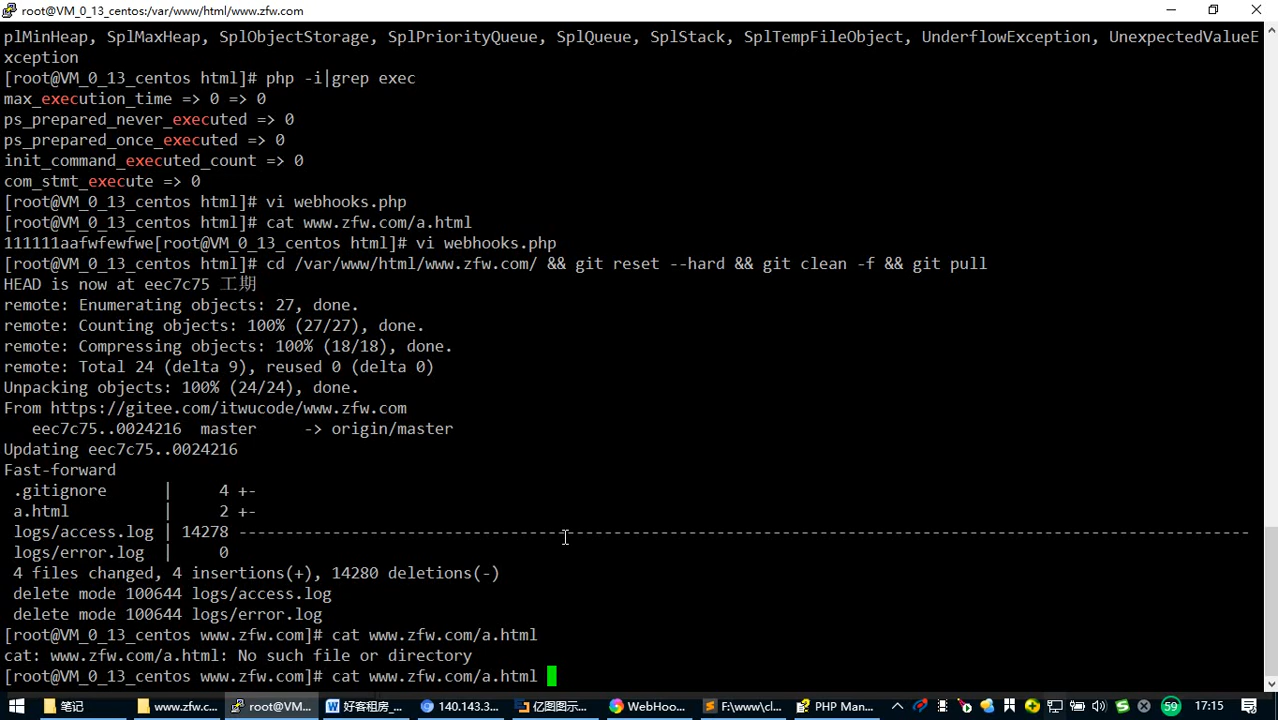 root@VM_0_13_centos:/var/www/html/www.zfw.com
plMinHeap, SplMaxHeap, SplObjectStorage, SplPriorityQueue, SplQueue, SplStack, SplTempFileObject, UnderflowException, UnexpectedValueE
xception
[root@VM_0_13_centos html]# php -i|grep exec
max_execution_time => 0 => 0
ps_prepared_never_executed => 0
ps_prepared_once_executed => 0
init_command_executed_count => 0
com_stmt_execute => 0
[root@VM_0_13_centos html]# vi webhooks.php
[root@VM_0_13_centos html]# cat www.zfw.com/a.html
111111aafwfewfwe[root@VM_0_13_centos html]# vi webhooks.php
[root@VM_0_13_centos html]# cd /var/www/html/www.zfw.com/ && git reset --hard && git clean -f && git pull
HEAD is now at eec7c75 工期
remote: Enumerating objects: 27, done.
remote: Counting objects: 100% (27/27), done.
remote: Compressing objects: 100% (18/18), done.
remote: Total 24 (delta 9), reused 0 (delta 0)
Unpacking objects: 100% (24/24), done.
From https://gitee.com/itwucode/www.zfw.com
   eec7c75..0024216  master     -> origin/master
Updating eec7c75..0024216
Fast-forward
 .gitignore      |     4 +-
 a.html          |     2 +-
 logs/access.log | 14278 -------------------------------------------------------------------------------------------------------------
 logs/error.log  |     0
 4 files changed, 4 insertions(+), 14280 deletions(-)
 delete mode 100644 logs/access.log
 delete mode 100644 logs/error.log
[root@VM_0_13_centos www.zfw.com]# cat www.zfw.com/a.html
cat: www.zfw.com/a.html: No such file or directory
[root@VM_0_13_centos www.zfw.com]# cat www.zfw.com/a.html
笔记 www.zfw.c... root@VM... 好客租房_... 140.143.3... 亿图图示... WebHoo... F:\www\cl... PHP Man... 59 17:15